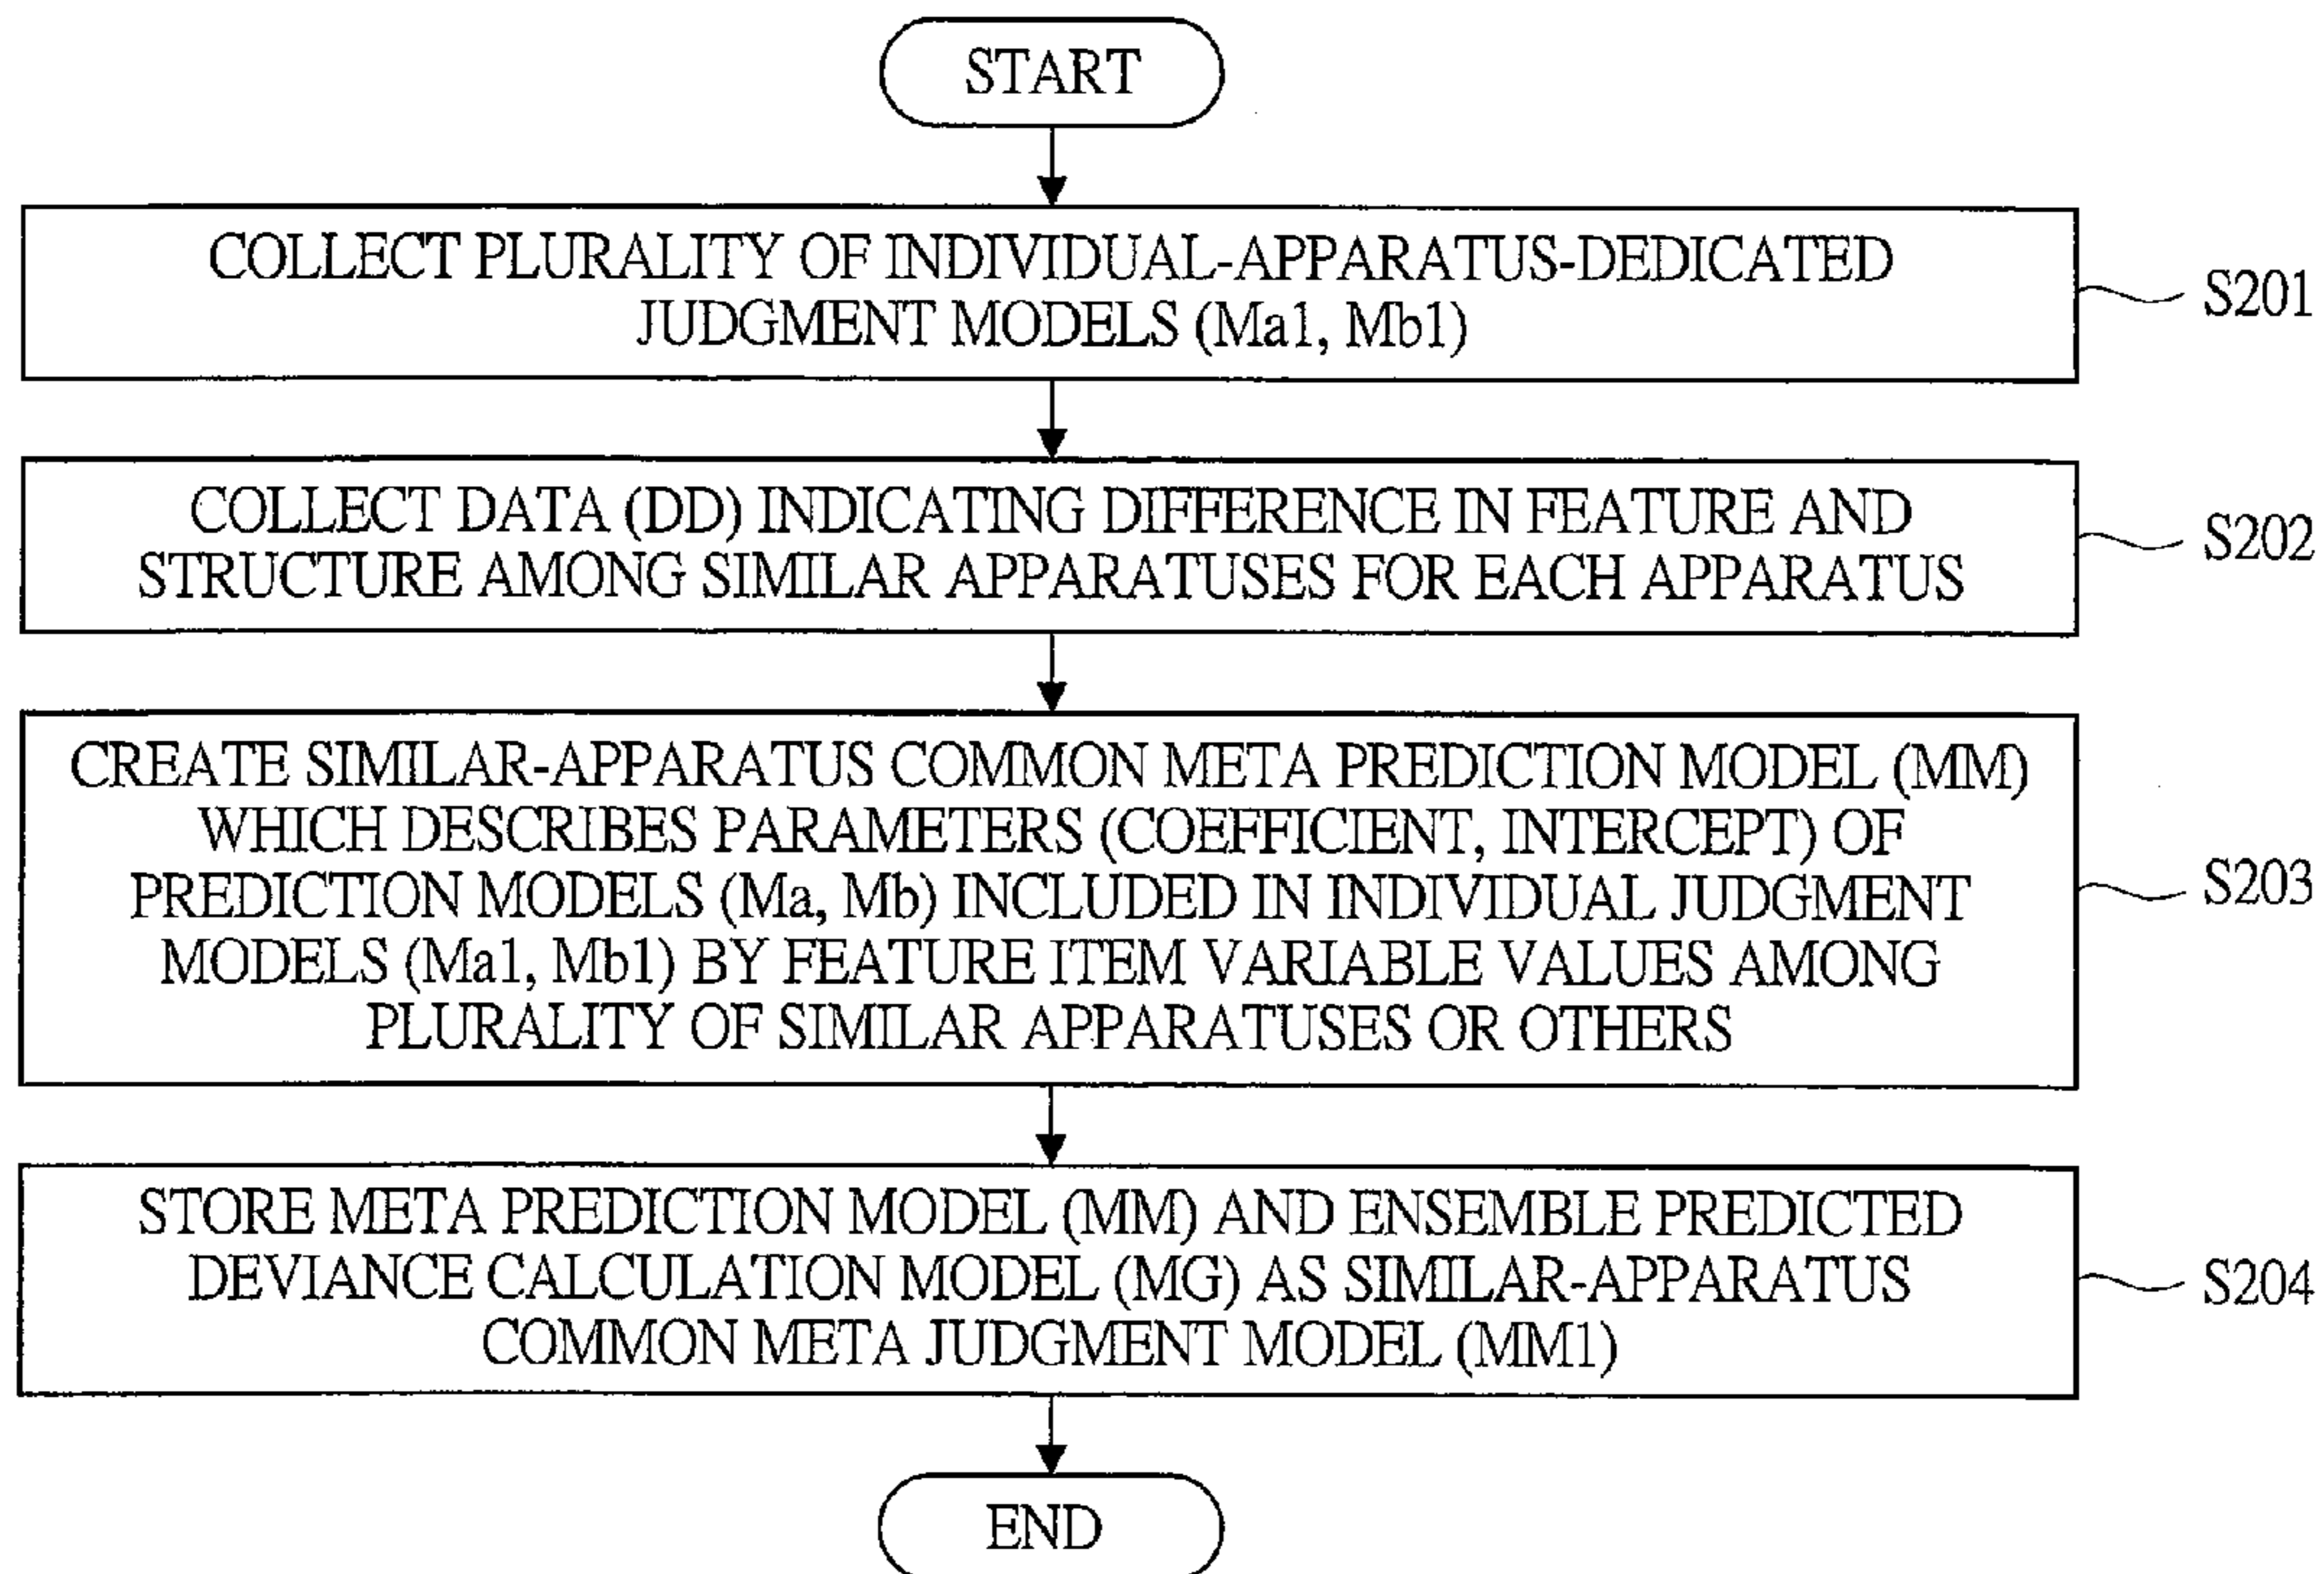 START
COLLECT PLURALITY OF INDIVIDUAL-APPARATUS-DEDICATED
JUDGMENT MODELS (Ma1, Mb1)
S201
COLLECT DATA (DD) INDICATING DIFFERENCE IN FEATURE AND
STRUCTURE AMONG SIMILAR APPARATUSES FOR EACH APPARATUS
S202
CREATE SIMILAR-APPARATUS COMMON META PREDICTION MODEL (MM)
WHICH DESCRIBES PARAMETERS (COEFFICIENT, INTERCEPT) OF
PREDICTION MODELS (Ma, Mb) INCLUDED IN INDIVIDUAL JUDGMENT
MODELS (Ma1, Mb1) BY FEATURE ITEM VARIABLE VALUES AMONG
PLURALITY OF SIMILAR APPARATUSES OR OTHERS
S203
STORE META PREDICTION MODEL (MM) AND ENSEMBLE PREDICTED
DEVIANCE CALCULATION MODEL (MG) AS SIMILAR-APPARATUS
COMMON META JUDGMENT MODEL (MM1)
S204
END